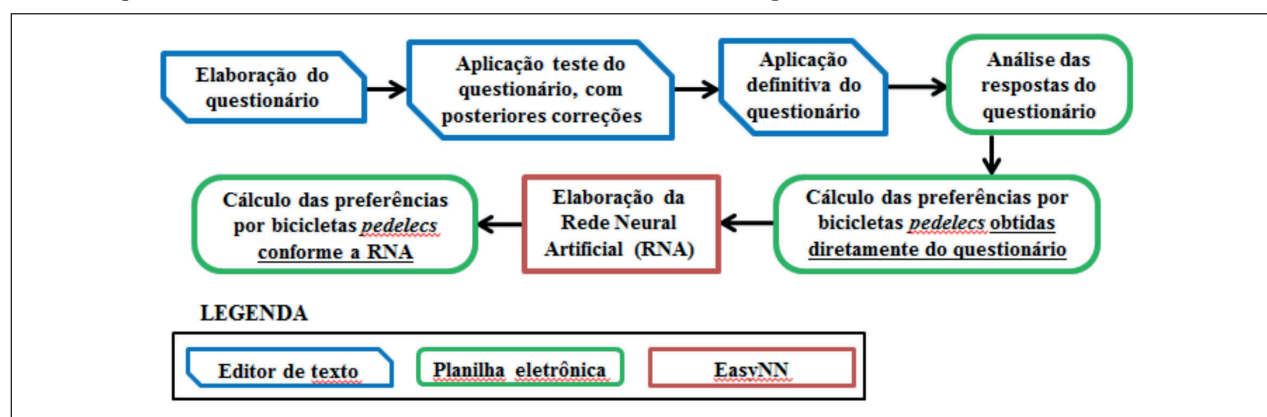 Elaboração do
questionário
Aplicação teste do
questionário, com
posteriores correções
Aplicação
definitiva do
questionário
Análise das
respostas do
questionário
Cálculo das preferências
por bicicletas pedelecs
conforme a RNA
Elaboração da
Rede Neural
Artificial (RNA)
Cálculo das preferências por
bicicletas pedelecs obtidas
diretamente do questionário
LEGENDA
Editor de texto
Planilha eletrônica
EasyNN